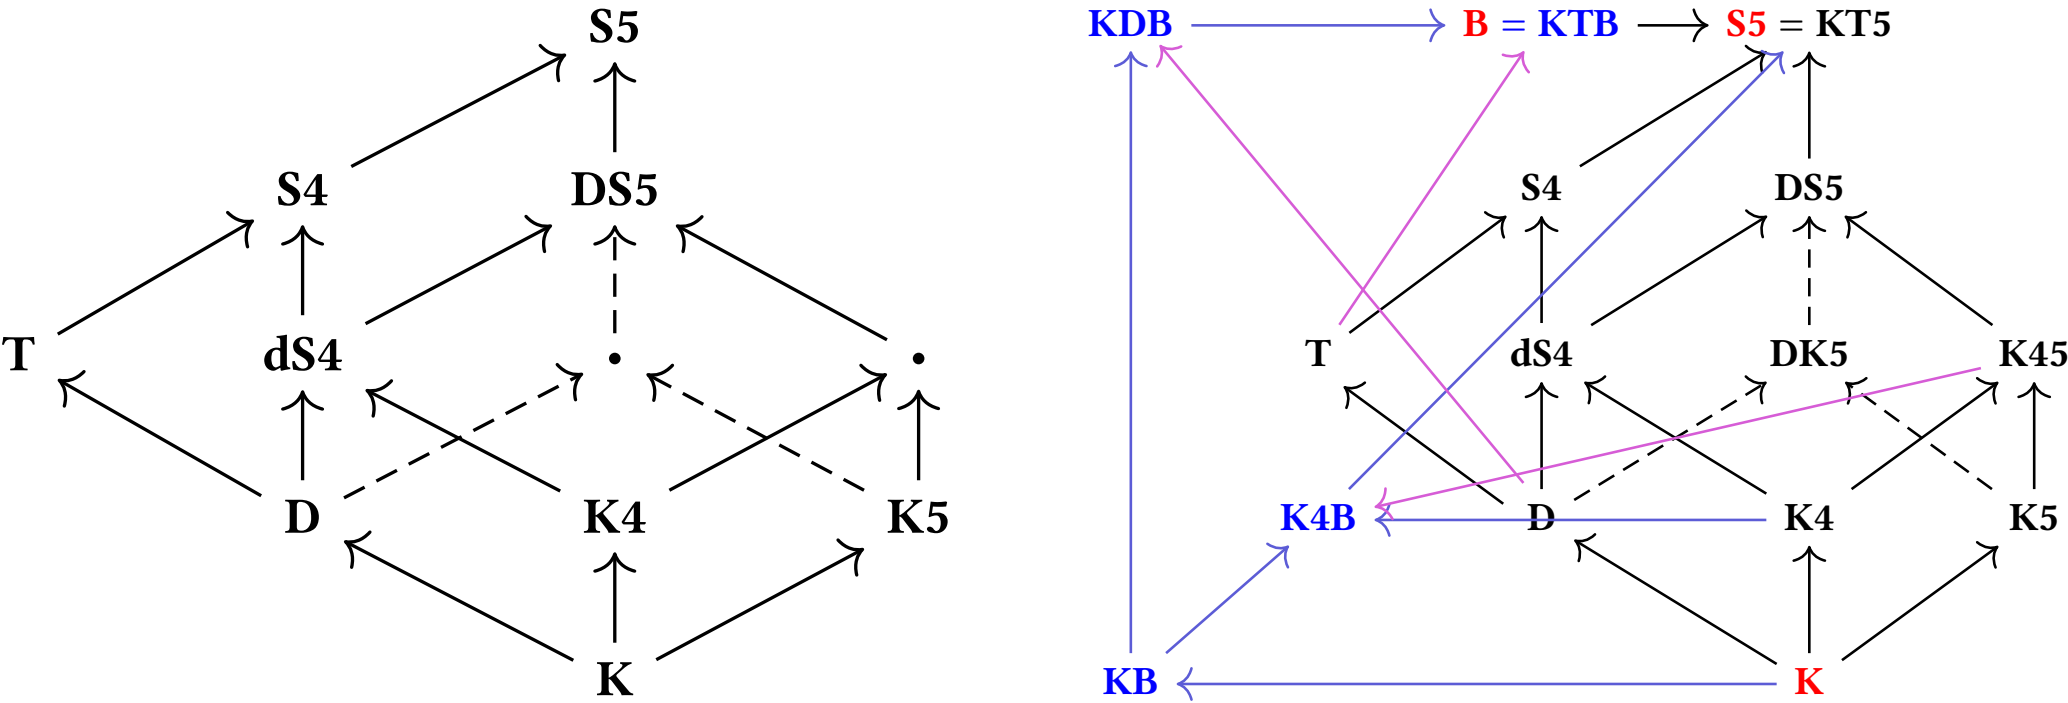 S5
S4 DS5
T dS4
D K4 K5
K
KDB B = KTB S5 = KT5
S4 DS5
T dS4 DK5 K45
K4B D K4 K5
KB K